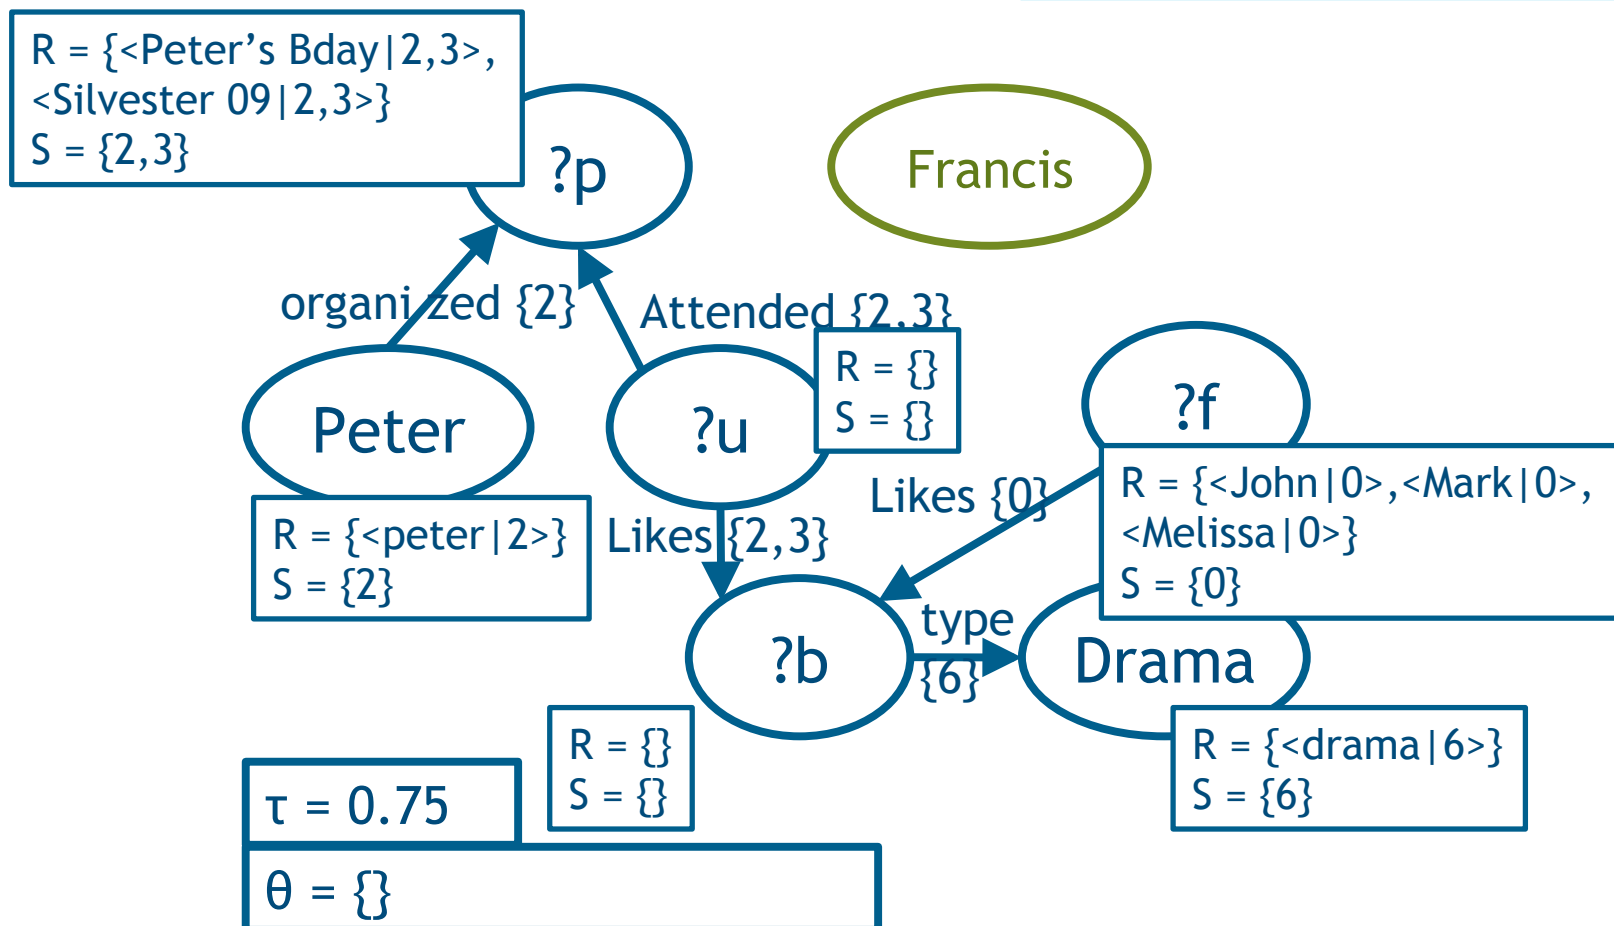 R = {<Peter’s Bday|2,3>,
<Silvester 09|2,3>}
S = {2,3}
?p
Francis
organi zed {2}
Attended {2,3}
R = {}
S = {}
?f
Peter
?u
R = {<John|0>,<Mark|0>,
<Melissa|0>}
S = {0}
Likes {0}
R = {<peter|2>}
S = {2}
Likes {2,3}
type
{6}
?b
Drama
R = {}
S = {}
R = {<drama|6>}
S = {6}
τ = 0.75
θ = {}